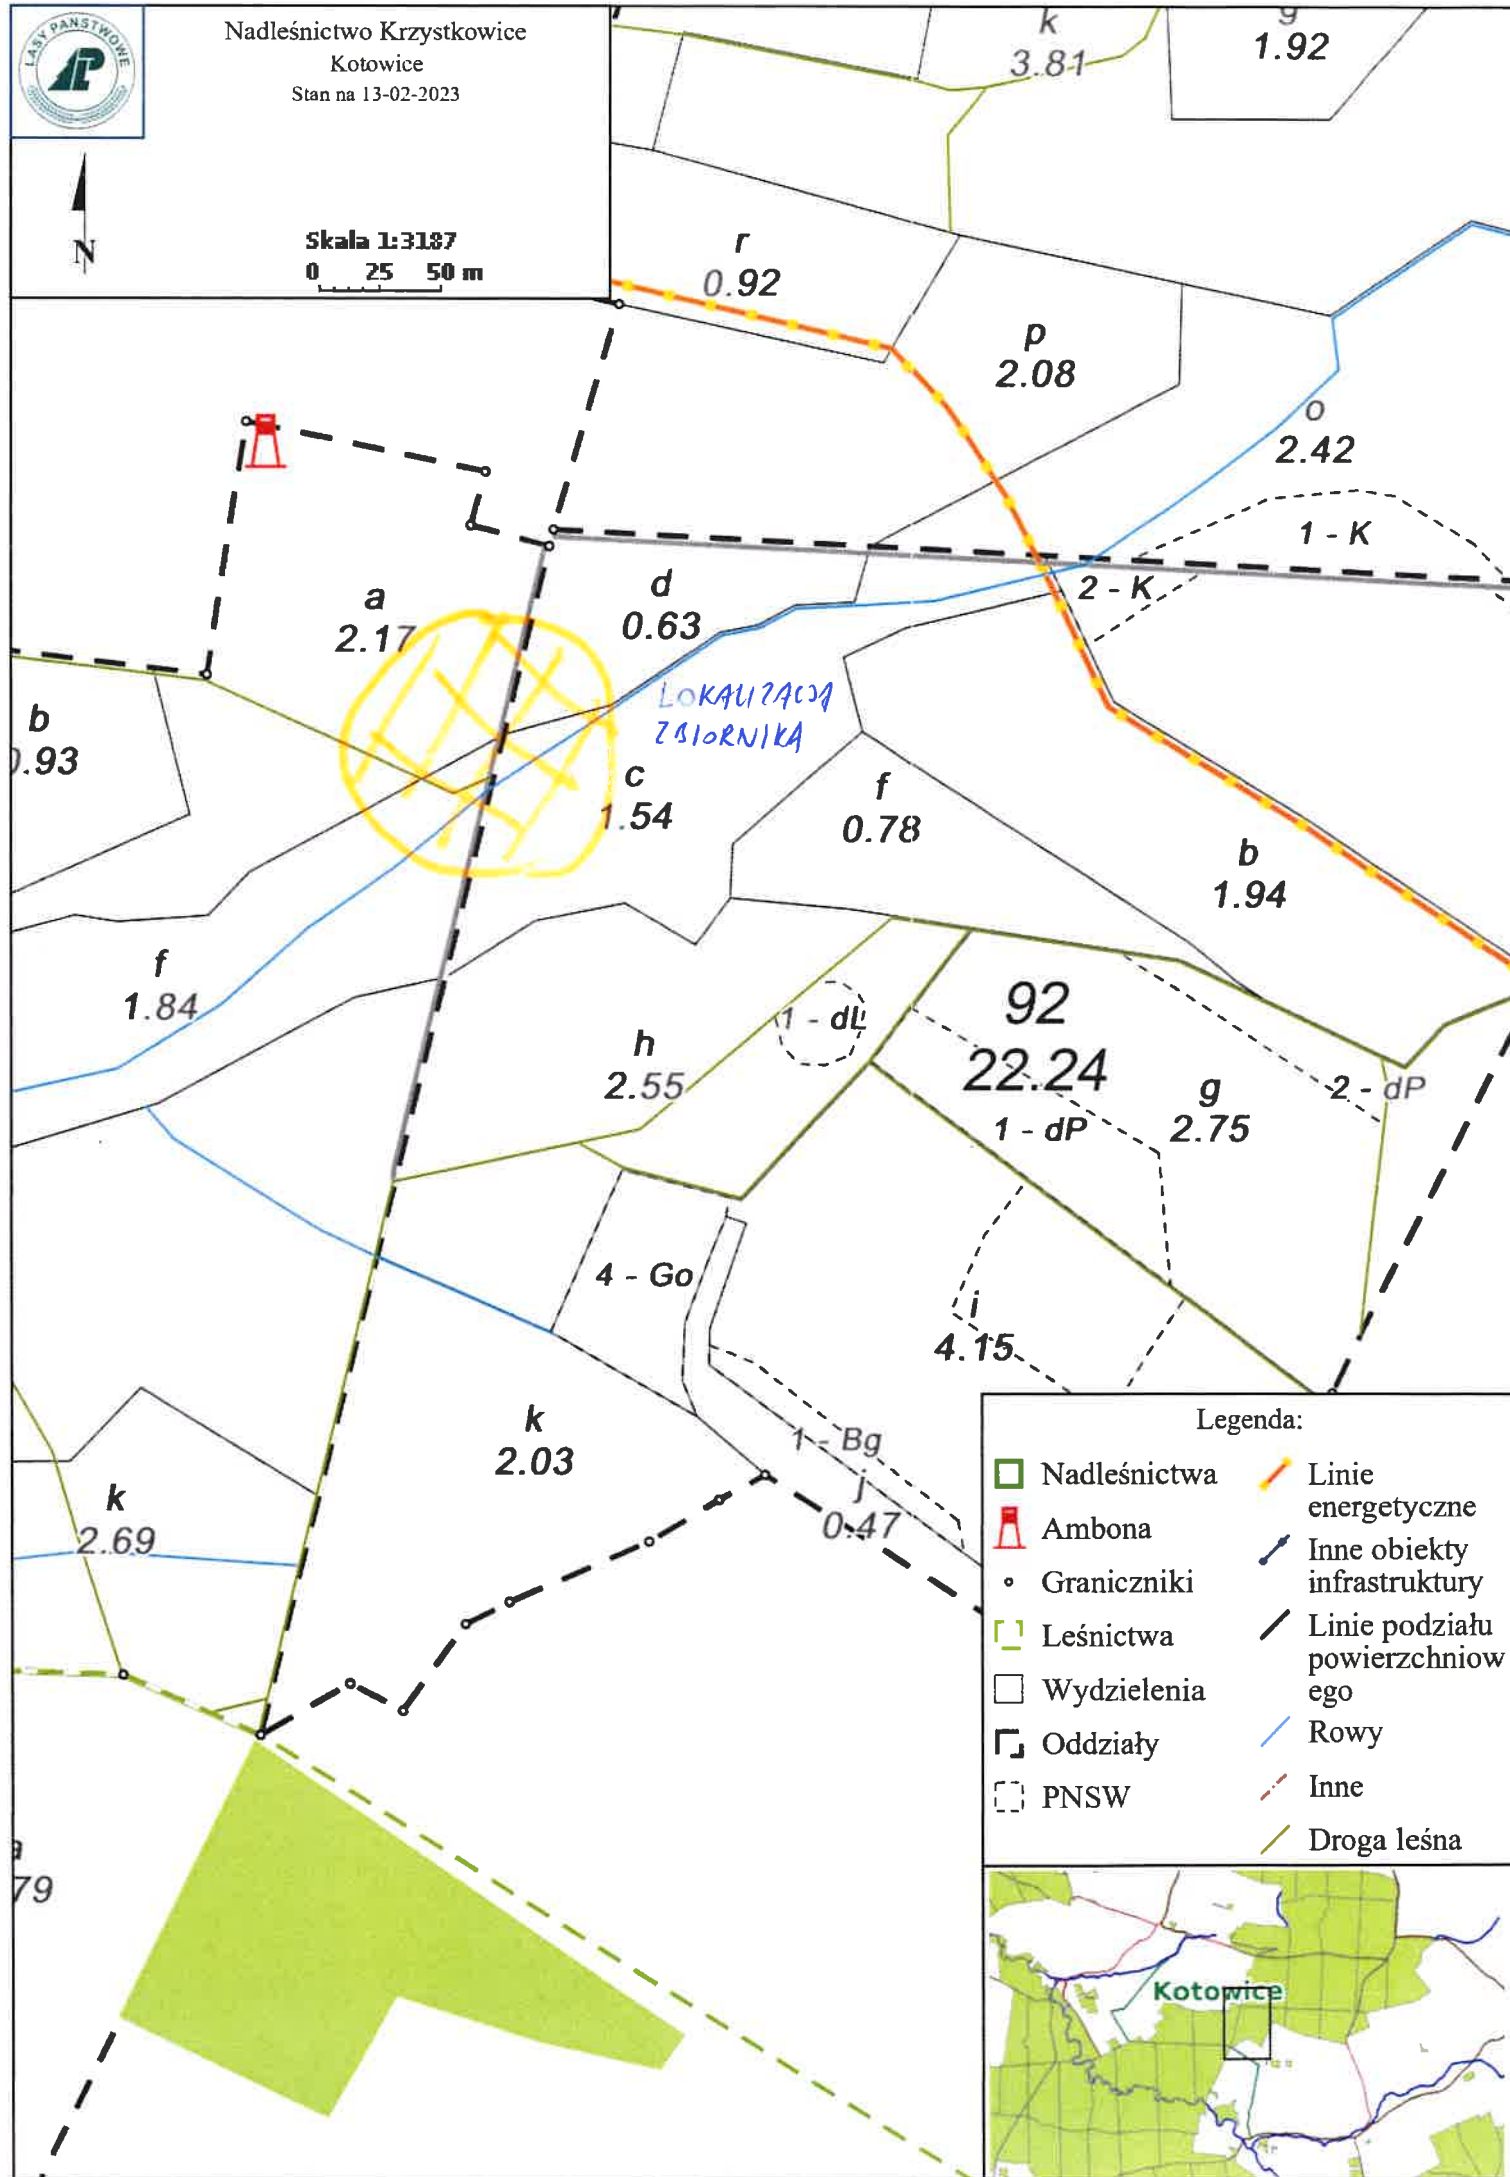 LASY PAŃSTWOWE
Nadleśnictwo Krzystkowice
Kotowice
Stan na 13-02-2023
N
Skala 1:3187
0 25 50 m
k
3.81
g
1.92
r
0.92
p
2.08
o
2.42
1 - K
2 - K
a
2.17
d
0.63
LOKALIZACJA
ZBIORNIKA
b
0.93
c
1.54
f
0.78
b
1.94
f
1.84
h
2.55
1 - dL
92
22.24
1 - dP
g
2.75
2 - dP
4 - Go
i
4.15
k
2.03
1 - Bg
j
0.47
k
2.69
a
79
Legenda:
Nadleśnictwa
Ambona
Graniczniki
Leśnictwa
Wydzielenia
Oddziały
PNSW
Linie
energetyczne
Inne obiekty
infrastruktury
Linie podziału
powierzchniow
ego
Rowy
Inne
Droga leśna
Kotowice